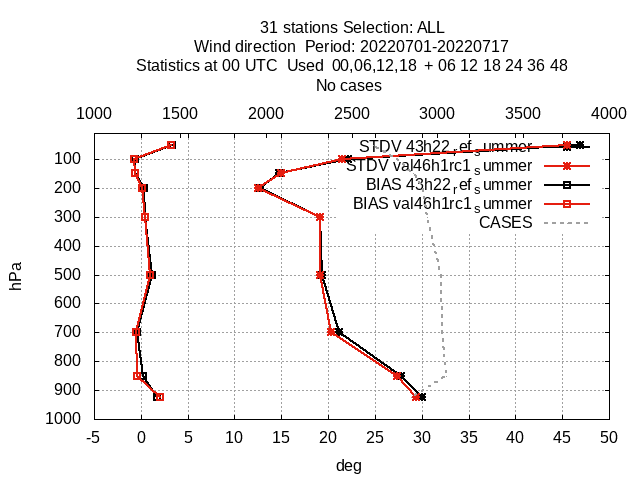 31 stations Selection: ALL
Wind direction  Period: 20220701-20220717
Statistics at 00 UTC  Used  00,06,12,18  + 06 12 18 24 36 48
No cases
1000 1500 2000 2500 3000 3500 4000
STDV 43h22_ref_summer
STDV val46h1rc1_summer
BIAS 43h22_ref_summer
BIAS val46h1rc1_summer
CASES
hPa
100
200
300
400
500
600
700
800
900
1000
-5 0 5 10 15 20 25 30 35 40 45 50
deg